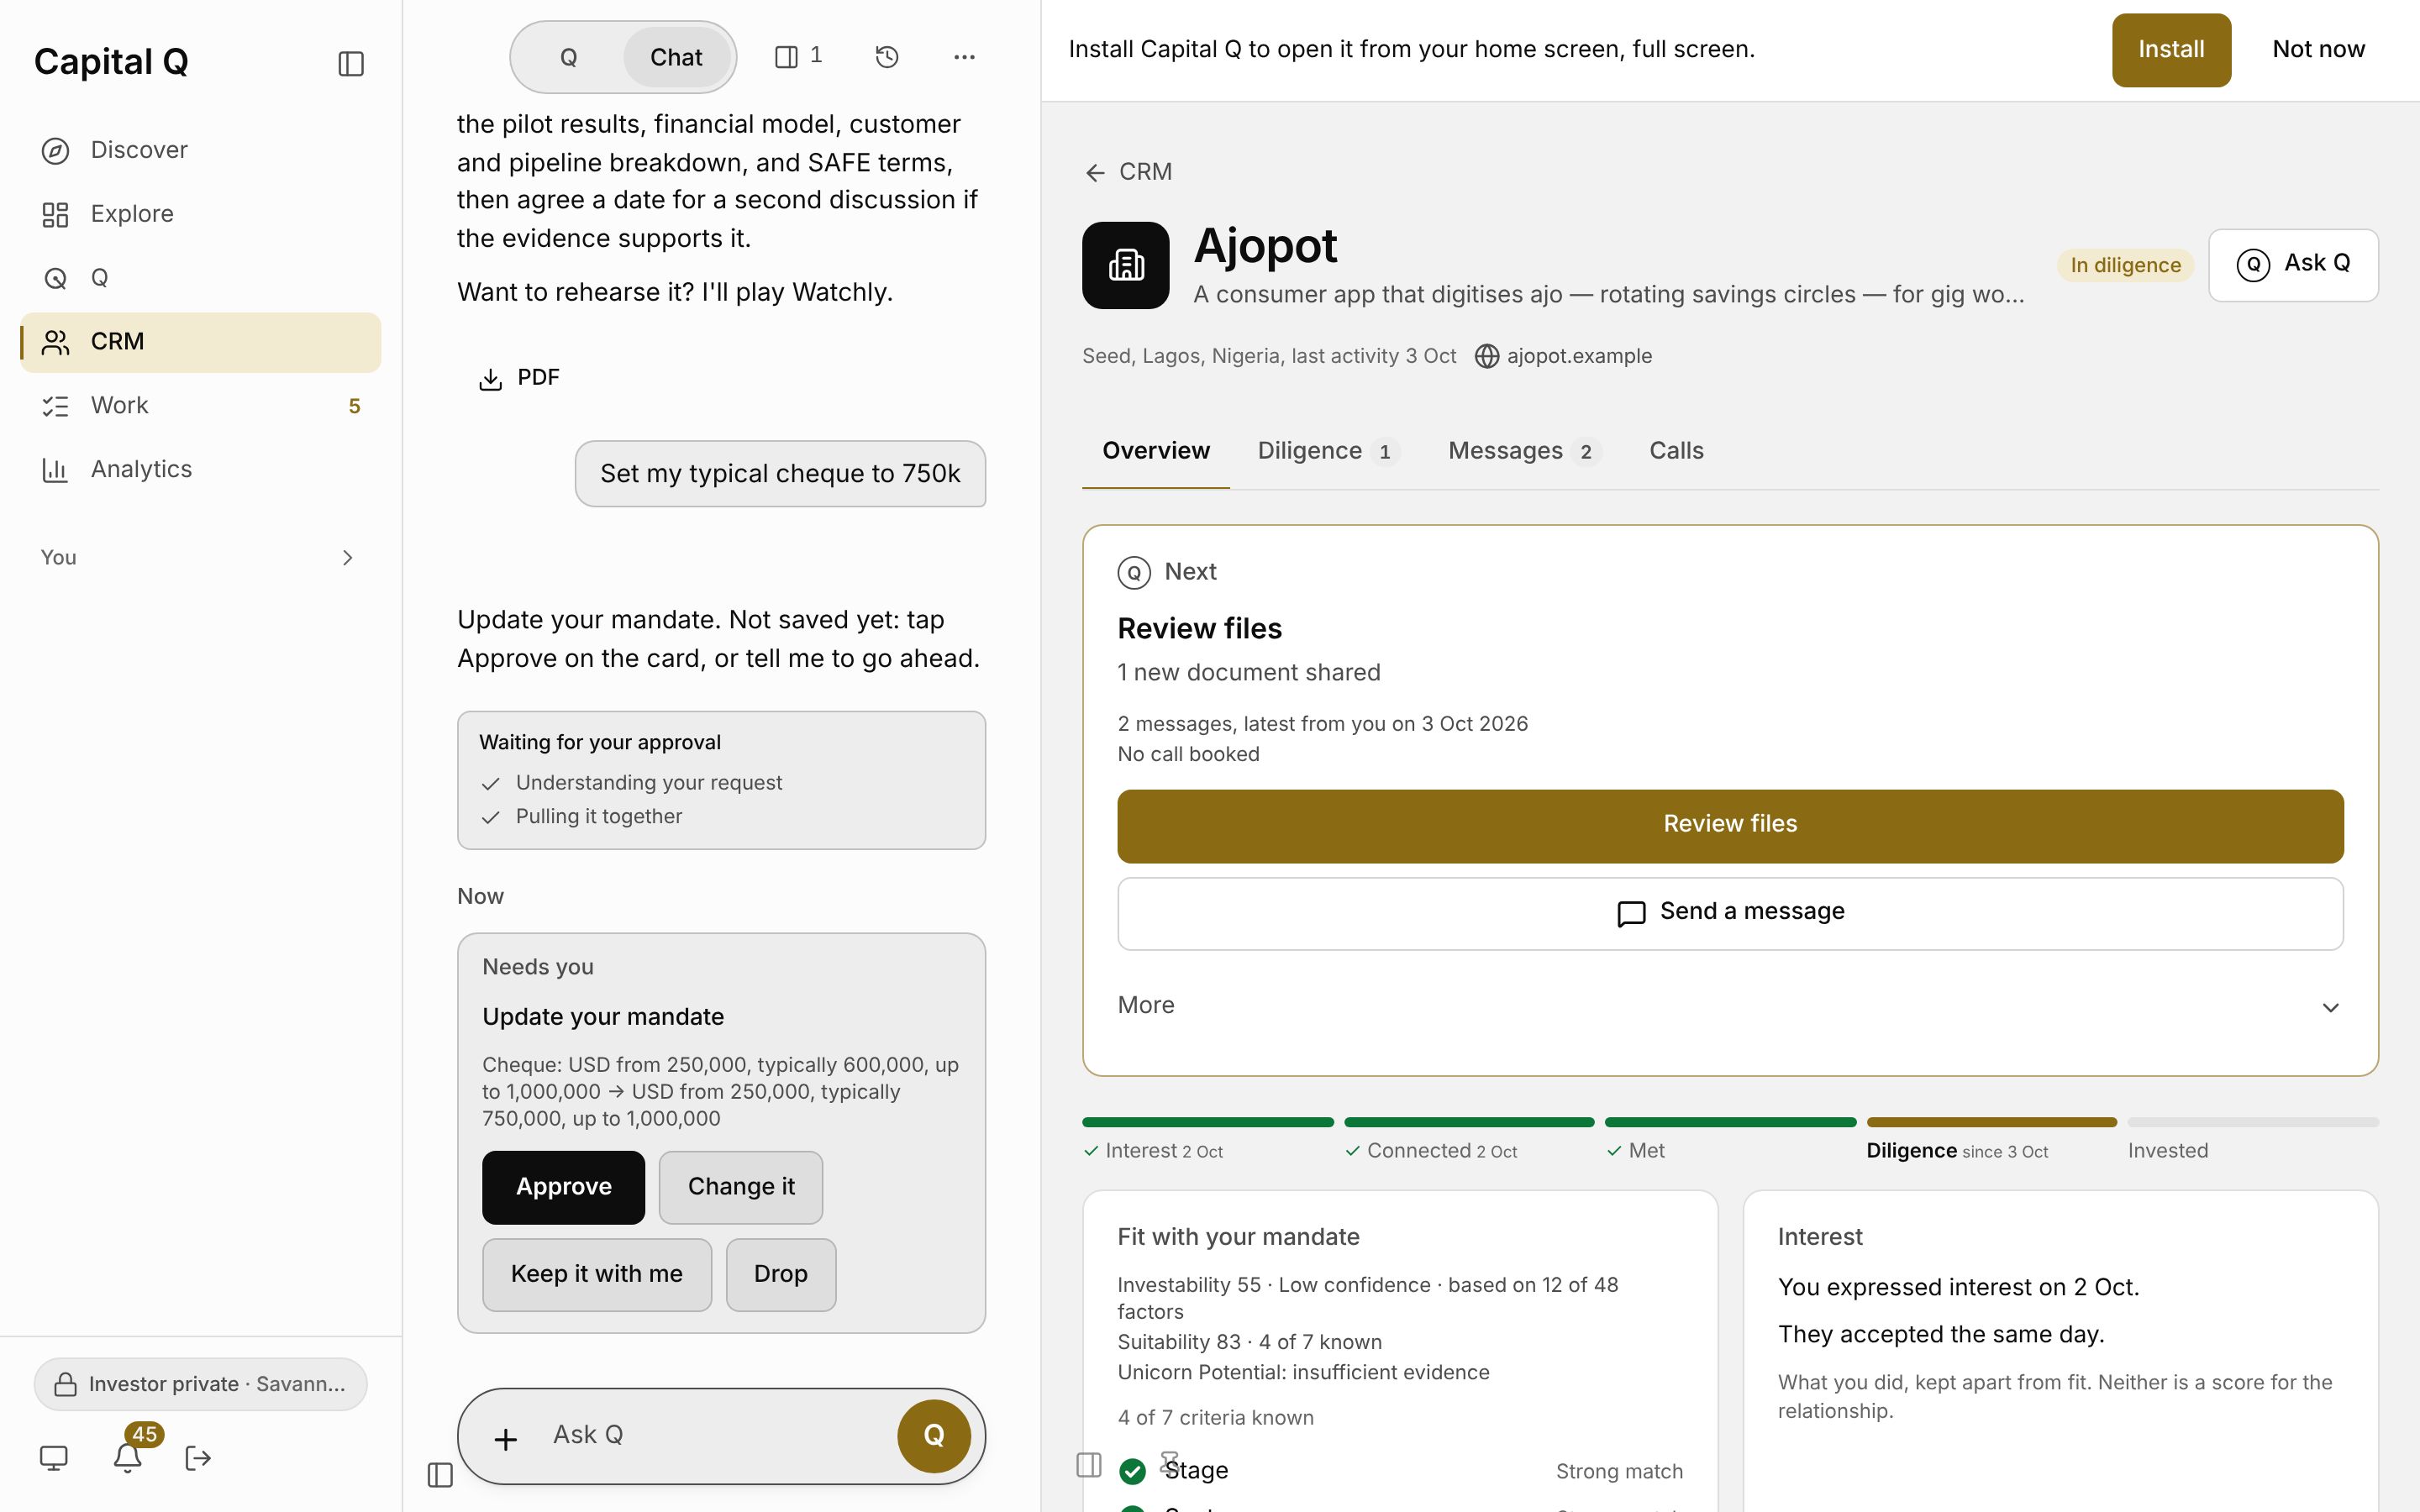 Capital Q
Discover
Explore
Q
CRM
Work 5
Analytics
You
Investor private · Savann...
45
Q Chat 1
the pilot results, financial model, customer
and pipeline breakdown, and SAFE terms,
then agree a date for a second discussion if
the evidence supports it.
Want to rehearse it? I'll play Watchly.
PDF
Set my typical cheque to 750k
Update your mandate. Not saved yet: tap
Approve on the card, or tell me to go ahead.
Waiting for your approval
Understanding your request
Pulling it together
Now
Needs you
Update your mandate
Cheque: USD from 250,000, typically 600,000, up
to 1,000,000 → USD from 250,000, typically
750,000, up to 1,000,000
Approve Change it
Keep it with me Drop
Ask Q Q
Install Capital Q to open it from your home screen, full screen. Install Not now
CRM
Ajopot
A consumer app that digitises ajo — rotating savings circles — for gig wo...
In diligence Q Ask Q
Seed, Lagos, Nigeria, last activity 3 Oct ajopot.example
Overview Diligence 1 Messages 2 Calls
Q Next
Review files
1 new document shared
2 messages, latest from you on 3 Oct 2026
No call booked
Review files
Send a message
More
Interest 2 Oct Connected 2 Oct Met Diligence since 3 Oct Invested
Fit with your mandate
Investability 55 · Low confidence · based on 12 of 48
factors
Suitability 83 · 4 of 7 known
Unicorn Potential: insufficient evidence
4 of 7 criteria known
Stage Strong match
Interest
You expressed interest on 2 Oct.
They accepted the same day.
What you did, kept apart from fit. Neither is a score for the
relationship.